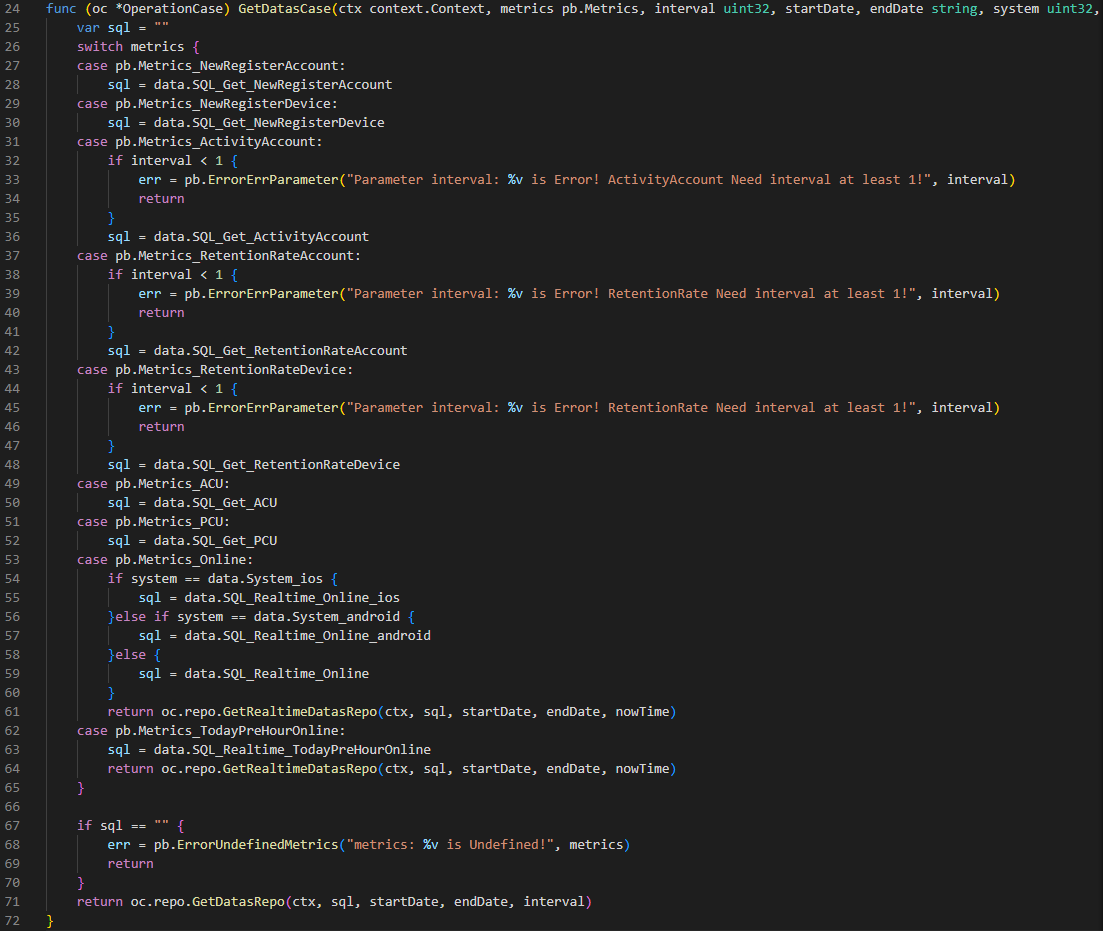 24 func (oc *OperationCase) GetDatasCase(ctx context.Context, metrics pb.Metrics, interval uint32, startDate, endDate string, system uint32,
25 var sql = ""
26 switch metrics {
27 case pb.Metrics_NewRegisterAccount:
28 sql = data.SQL_Get_NewRegisterAccount
29 case pb.Metrics_NewRegisterDevice:
30 sql = data.SQL_Get_NewRegisterDevice
31 case pb.Metrics_ActivityAccount:
32 if interval < 1 {
33 err = pb.ErrorErrParameter("Parameter interval: %v is Error! ActivityAccount Need interval at least 1!", interval)
34 return
35 }
36 sql = data.SQL_Get_ActivityAccount
37 case pb.Metrics_RetentionRateAccount:
38 if interval < 1 {
39 err = pb.ErrorErrParameter("Parameter interval: %v is Error! RetentionRate Need interval at least 1!", interval)
40 return
41 }
42 sql = data.SQL_Get_RetentionRateAccount
43 case pb.Metrics_RetentionRateDevice:
44 if interval < 1 {
45 err = pb.ErrorErrParameter("Parameter interval: %v is Error! RetentionRate Need interval at least 1!", interval)
46 return
47 }
48 sql = data.SQL_Get_RetentionRateDevice
49 case pb.Metrics_ACU:
50 sql = data.SQL_Get_ACU
51 case pb.Metrics_PCU:
52 sql = data.SQL_Get_PCU
53 case pb.Metrics_Online:
54 if system == data.System_ios {
55 sql = data.SQL_Realtime_Online_ios
56 }else if system == data.System_android {
57 sql = data.SQL_Realtime_Online_android
58 }else {
59 sql = data.SQL_Realtime_Online
60 }
61 return oc.repo.GetRealtimeDatasRepo(ctx, sql, startDate, endDate, nowTime)
62 case pb.Metrics_TodayPreHourOnline:
63 sql = data.SQL_Realtime_TodayPreHourOnline
64 return oc.repo.GetRealtimeDatasRepo(ctx, sql, startDate, endDate, nowTime)
65 }
66
67 if sql == "" {
68 err = pb.ErrorUndefinedMetrics("metrics: %v is Undefined!", metrics)
69 return
70 }
71 return oc.repo.GetDatasRepo(ctx, sql, startDate, endDate, interval)
72 }